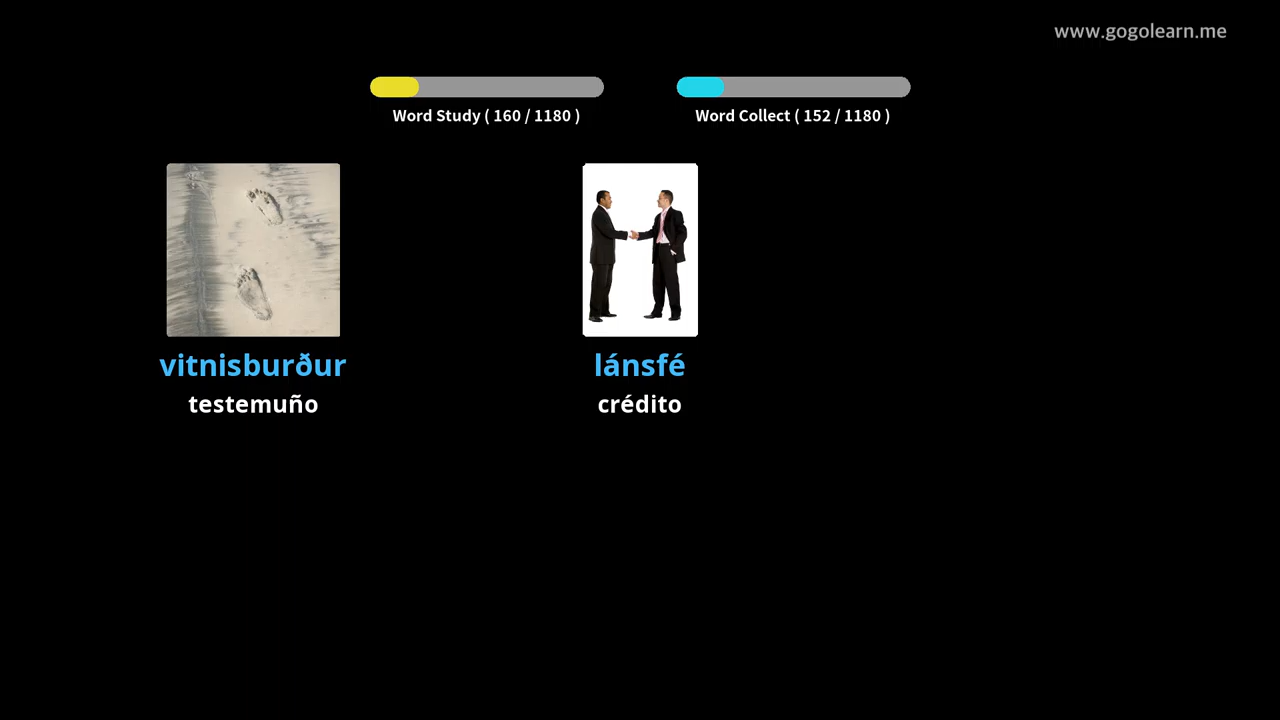 www.gogolearn.me
Word Study ( 160 / 1180 )
Word Collect ( 152 / 1180 )
vitnisburður
testemuño
lánsfé
crédito